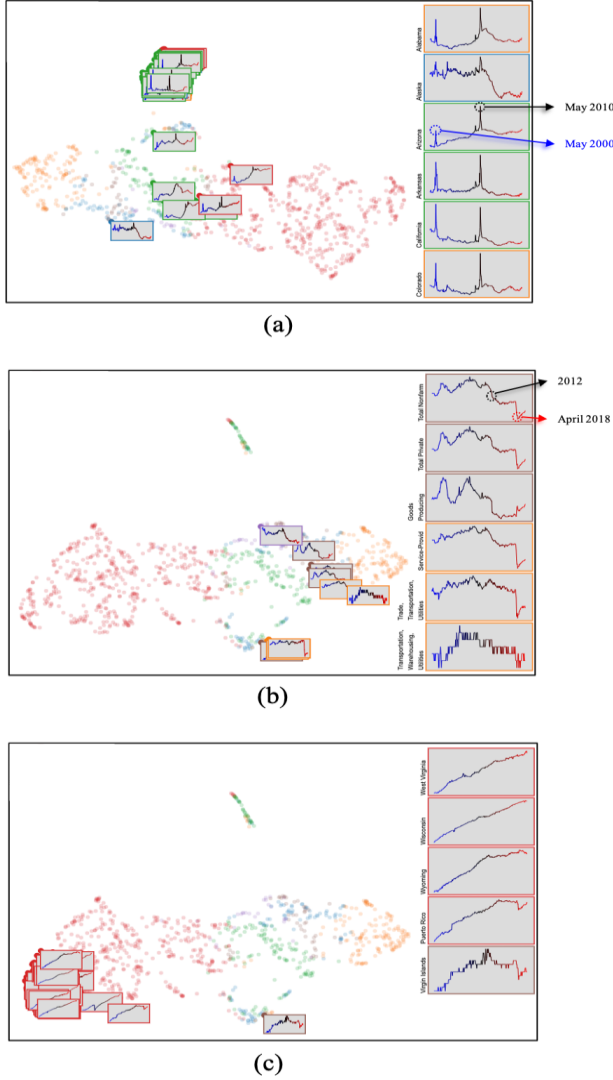 Alabama
Alaska
Arizona
Arkansas
California
Colorado
May 2010
May 2000
(a)
Total Nonfarm
Total Private
Goods
Producing
Service-Provid
Trade,
Transportation,
Utilities
Transportation,
Warehousing,
Utilities
2012
April 2018
(b)
West Virginia
Wisconsin
Wyoming
Puerto Rico
Virgin Islands
(c)